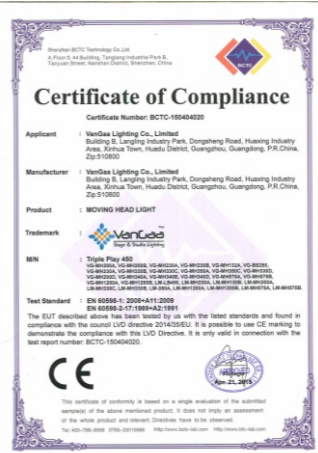 Shenzhen BCTC Technology Co.,Ltd.
A.Floor 5, 44 Building, Tanglang Industrial Park B,
Taoyuan Street, Nanshan District, Shenzhen, China
BCTC
Certificate of Compliance
Certificate Number: BCTC-150404020
Applicant : VanGaa Lighting Co., Limited
Building B, Langling Industry Park, Dongsheng Road, Huaxing Industry
Area, Xinhua Town, Huadu District, Guangzhou, Guangdong, P.R.China,
Zip:510800
Manufacturer : VanGaa Lighting Co., Limited
Building B, Langling Industry Park, Dongsheng Road, Huaxing Industry
Area, Xinhua Town, Huadu District, Guangzhou, Guangdong, P.R.China,
Zip:510800
Product : MOVING HEAD LIGHT
Trademark :
VanGaa
Stage & Studio Lighting
M/N : Triple Play 450
Test Standard : EN 60598-1: 2008+A11:2009
EN 60598-2-17:1989+A2:1991
The EUT described above has been tested by us with the listed standards and found in
compliance with the council LVD directive 2014/35/EU. It is possible to use CE marking to
demonstrate the compliance with this LVD Directive. It is only valid in connection with the
test report number: BCTC-150404020.
CE
Manager
Apr. 21, 2015
This certificate of conformity is based on a single evaluation of the submitted
sample(s) of the above mentioned product. It does not imply an assessment
of the whole product and relevant Directives have to be observed.